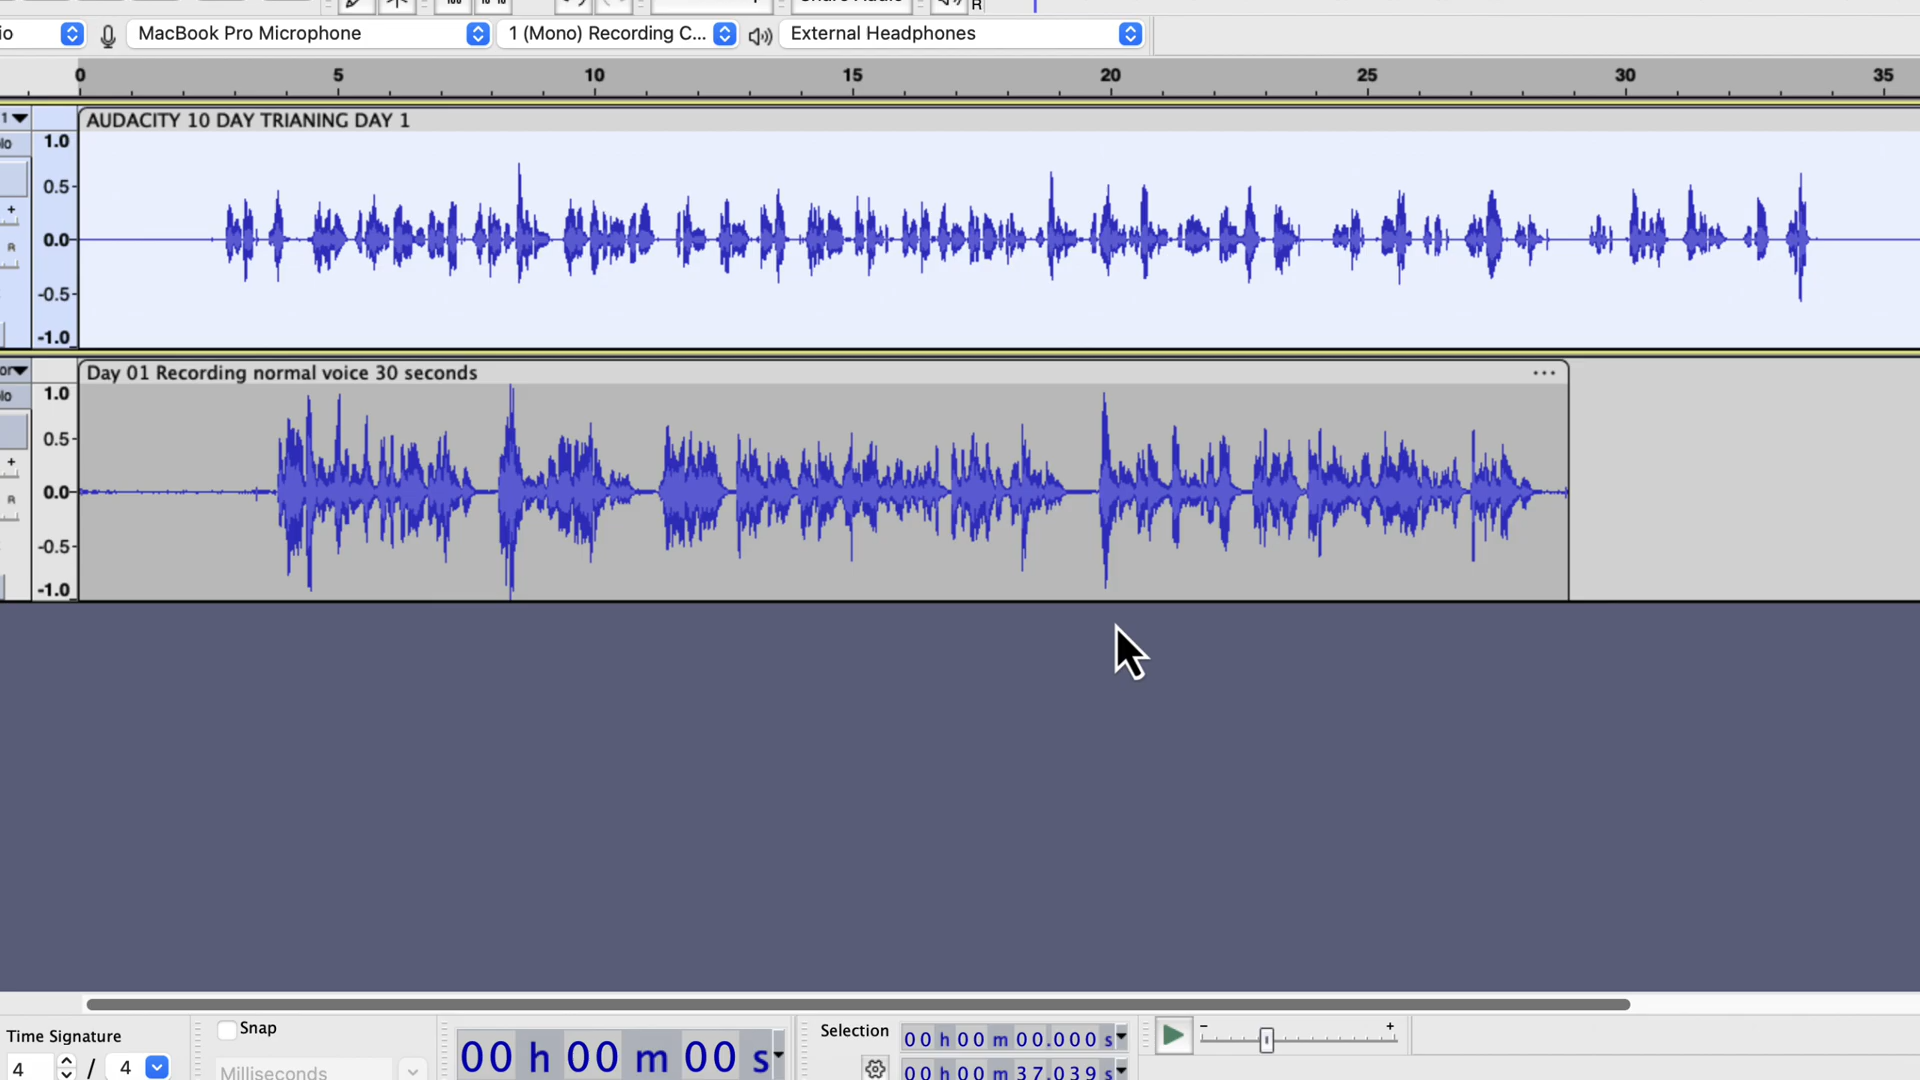 io
MacBook Pro Microphone
1 (Mono) Recording C...
External Headphones
R
0 5 10 15 20 25 30 35
AUDACITY 10 DAY TRIANING DAY 1
1.0
0.5-
0.0-
-0.5-
-1.0
R
Day 01 Recording normal voice 30 seconds
...
1.0
0.5-
0.0-
-0.5-
-1.0
R
Time Signature
4 / 4
Snap
Milliseconds
00 h 00 m 00 s
Selection
00 h 00 m 00.000 s
00 h 00 m 37.039 s
- +